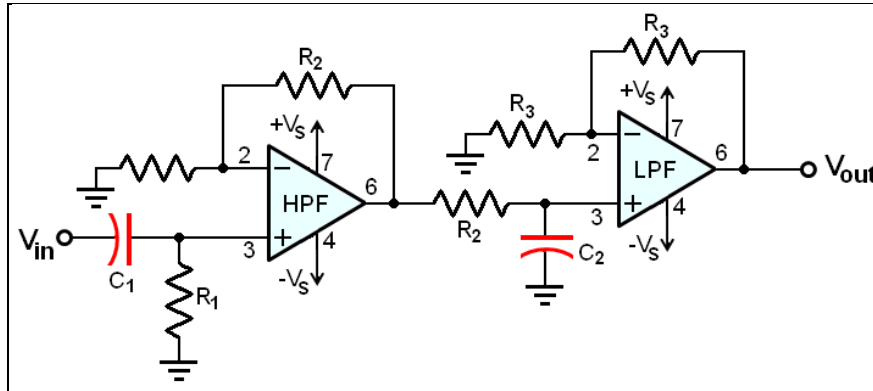 R₂
+Vₛ
2
7
−
HPF
6
+
3
4
−Vₛ
Vin
C₁
R₁
R₃
+Vₛ
R₃
2
7
−
LPF
6
Vout
+
3
4
−Vₛ
R₂
C₂